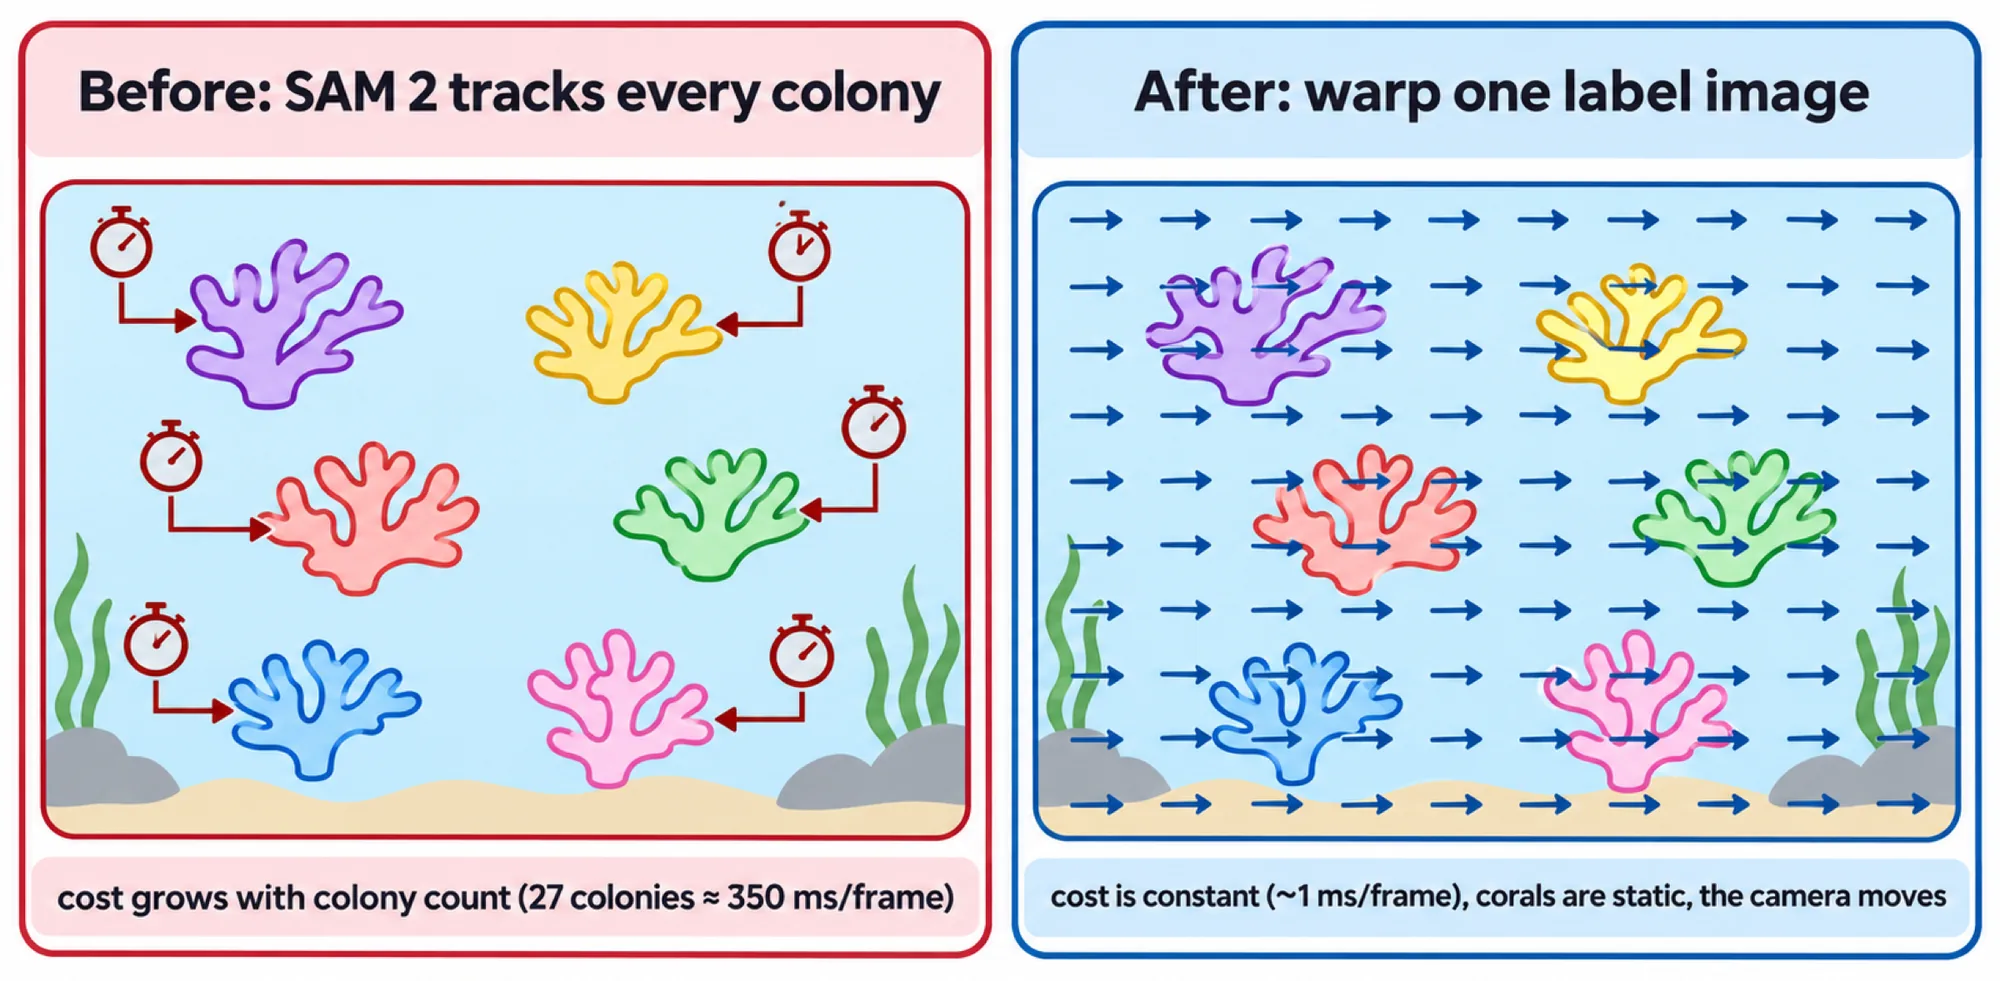 Before: SAM 2 tracks every colony
cost grows with colony count (27 colonies ≈ 350 ms/frame)
After: warp one label image
cost is constant (~1 ms/frame), corals are static, the camera moves